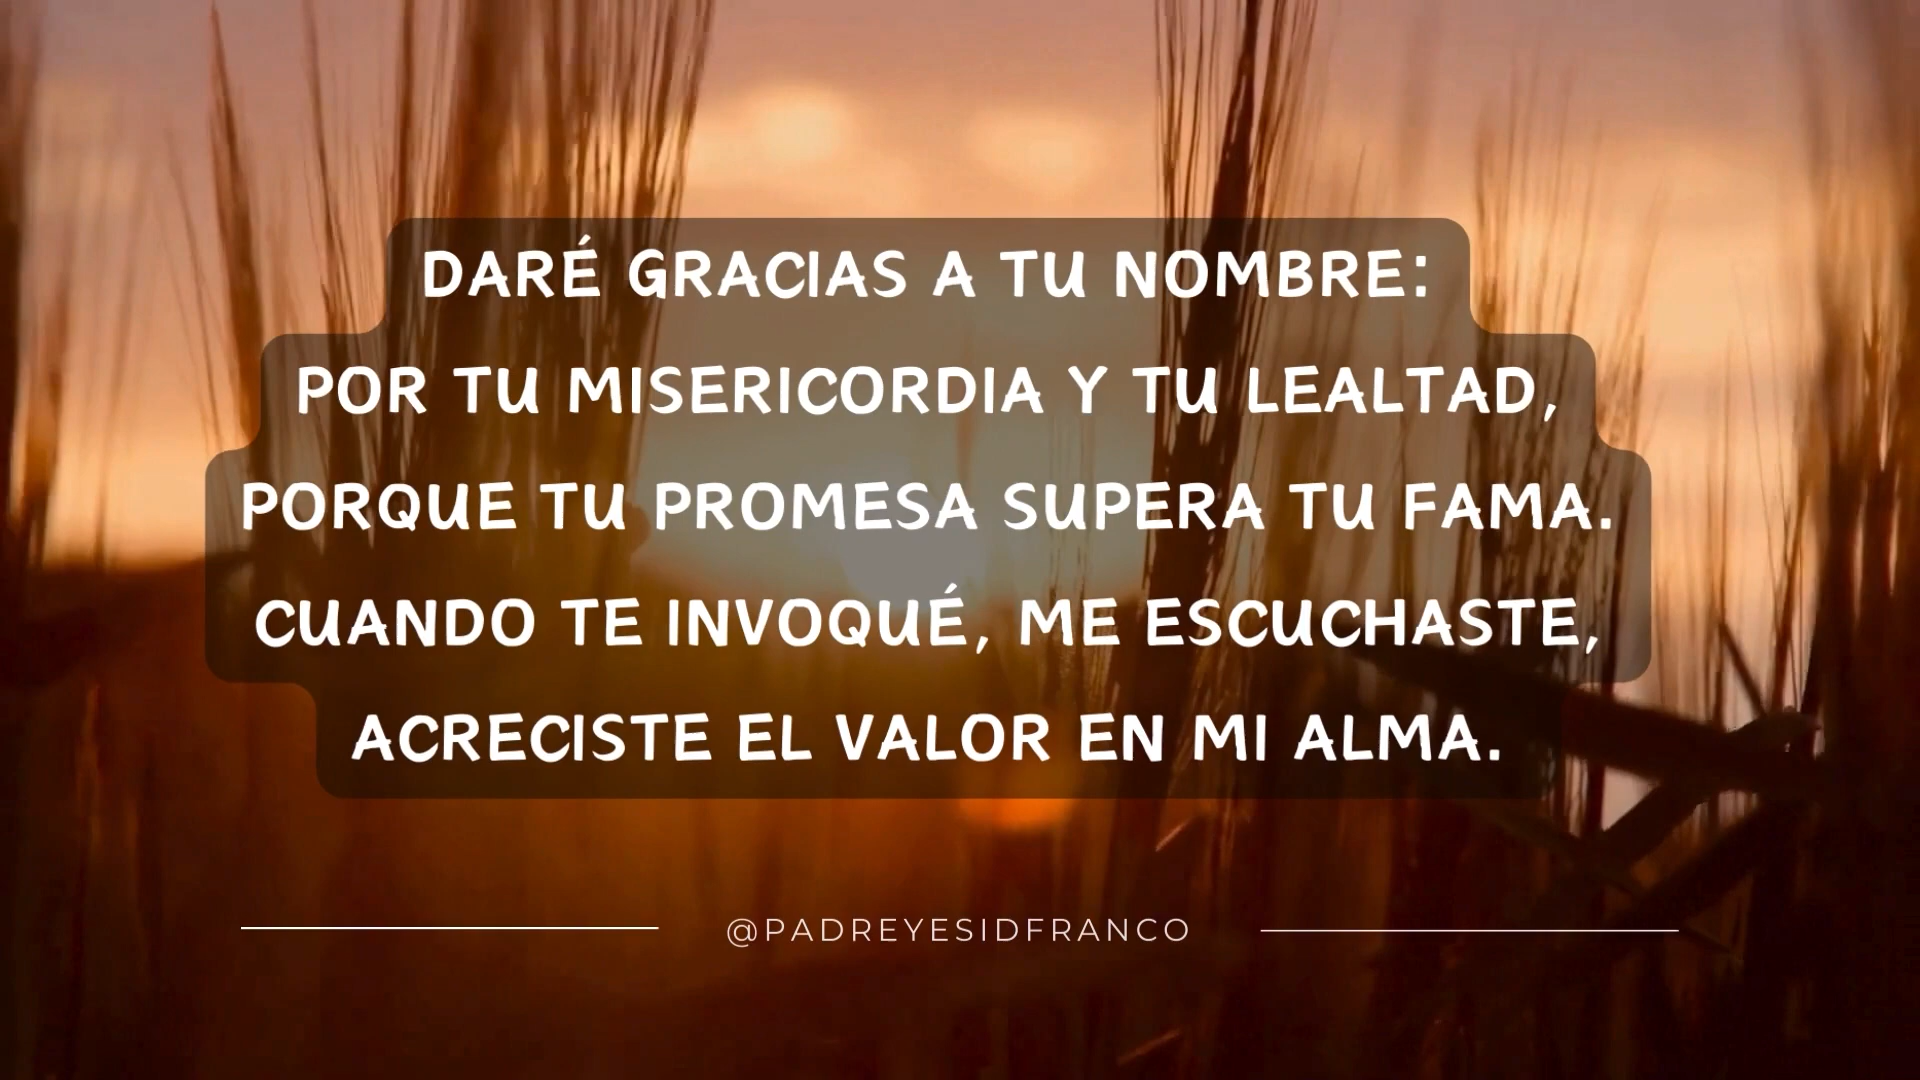 DARÉ GRACIAS A TU NOMBRE:
POR TU MISERICORDIA Y TU LEALTAD,
PORQUE TU PROMESA SUPERA TU FAMA.
CUANDO TE INVOQUÉ, ME ESCUCHASTE,
ACRECISTE EL VALOR EN MI ALMA.
@PADREYESIDFRANCO